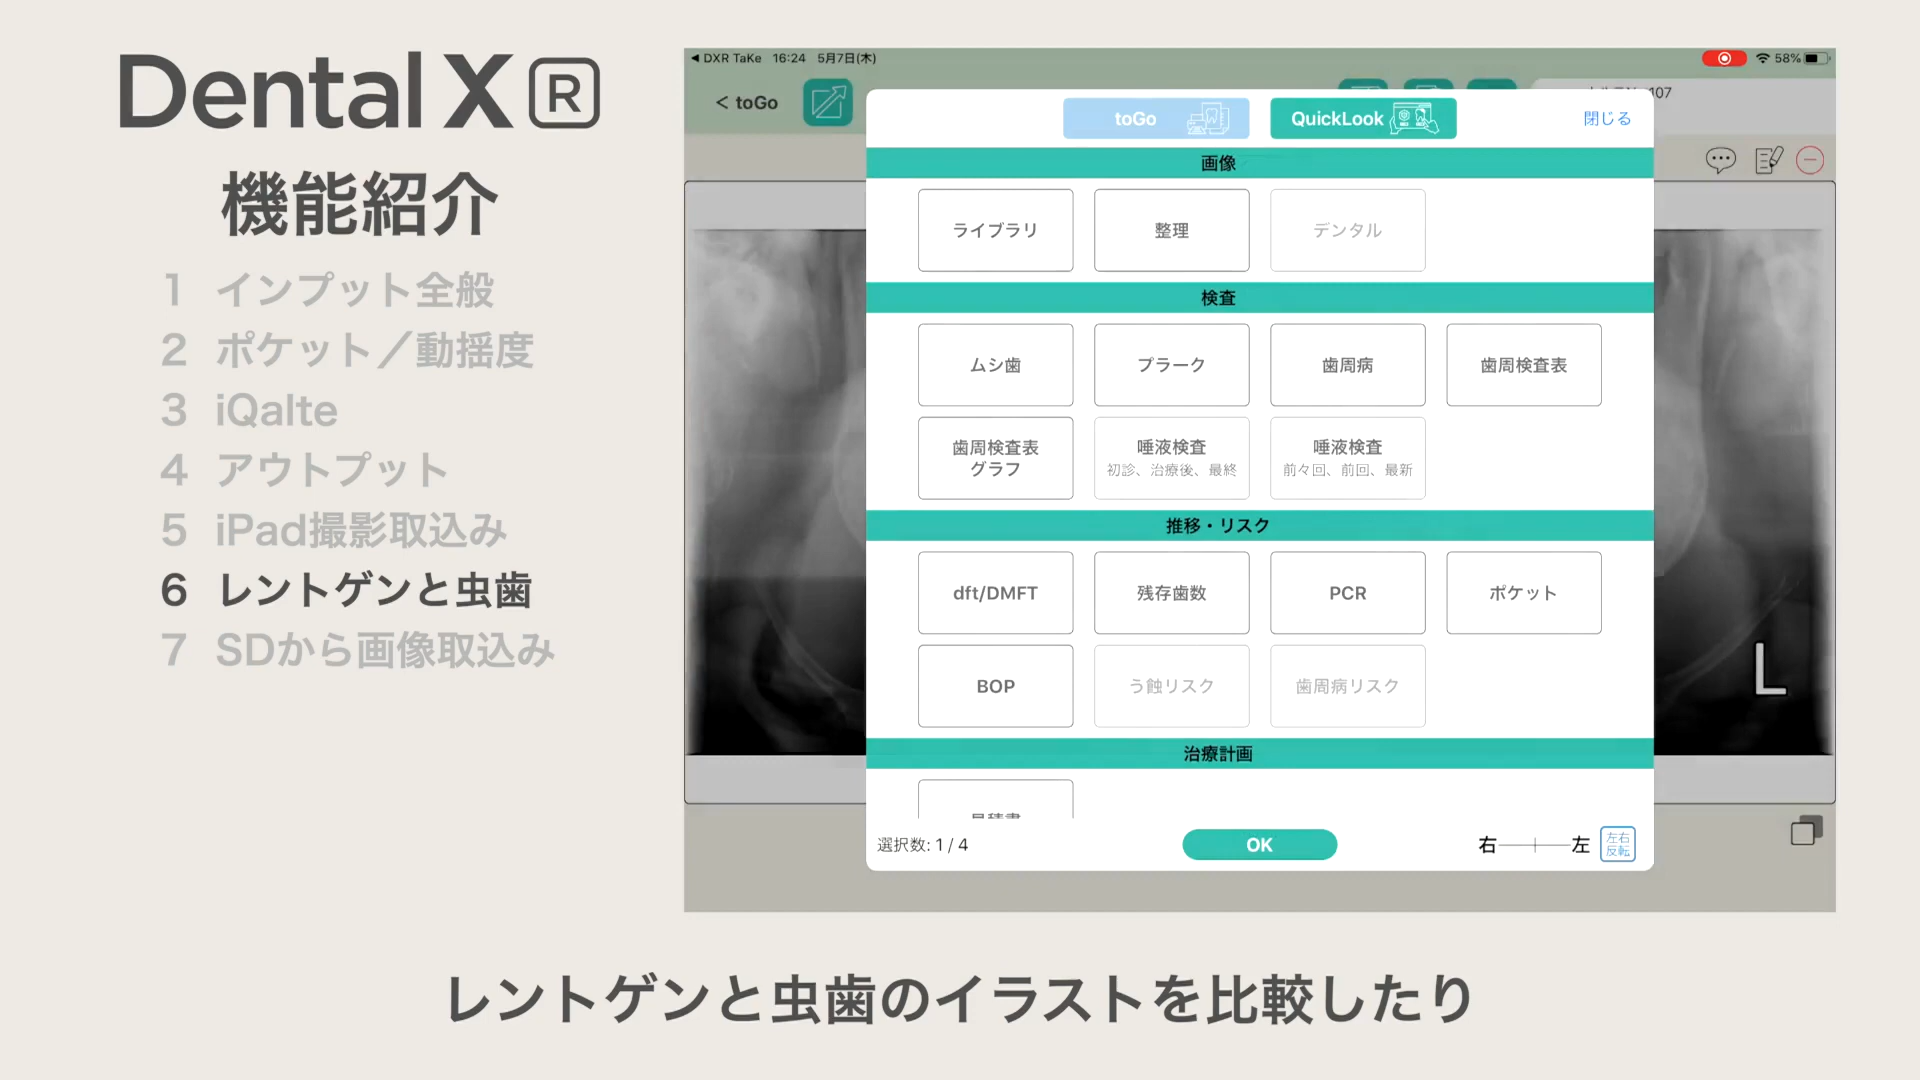 Dental X R
機能紹介
1 インプット全般
2 ポケット／動揺度
3 iQalte
4 アウトプット
5 iPad撮影取込み
6 レントゲンと虫歯
7 SDから画像取込み
◀ DXR TaKe 16:24 5月7日(木)
58%
< toGo
107
toGo
QuickLook
閉じる
画像
ライブラリ
整理
デンタル
検査
ムシ歯
プラーク
歯周病
歯周検査表
歯周検査表
グラフ
唾液検査
初診、治療後、最終
唾液検査
前々回、前回、最新
推移・リスク
dft/DMFT
残存歯数
PCR
ポケット
BOP
う蝕リスク
歯周病リスク
治療計画
見積書
選択数: 1 / 4
OK
右
左
左右
反転
L
レントゲンと虫歯のイラストを比較したり